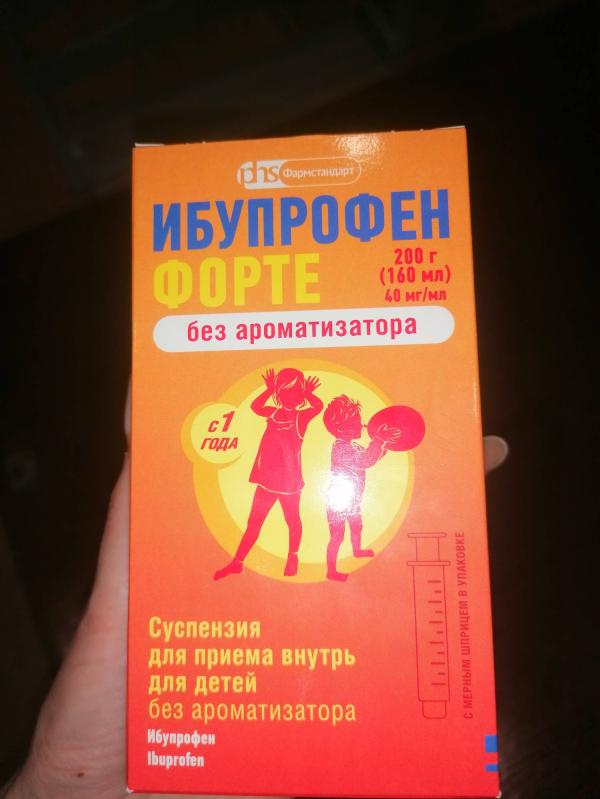 phs Фармстандарт
ИБУПРОФЕН
ФОРТЕ
200 г
(160 мл)
40 мг/мл
без ароматизатора
с 1
ГОДА
С МЕРНЫМ ШПРИЦЕМ В УПАКОВКЕ
Суспензия
для приема внутрь
для детей
без ароматизатора
Ибупрофен
Ibuprofen